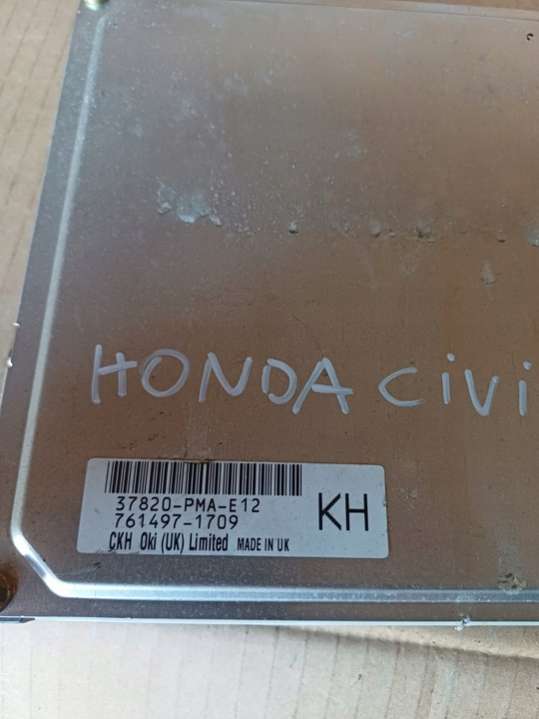 HONDA CiVi
37820-PMA-E12
761497-1709
KH
CKH Oki (UK) Limited MADE IN UK